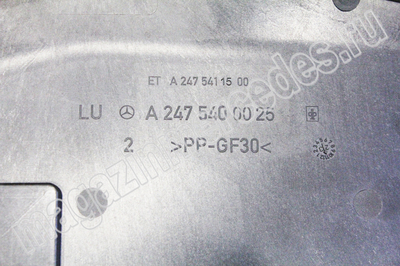 ET A 247 541 15 00
LU A 247 540 00 25
2 >PP-GF30<
magazinmercedes.ru